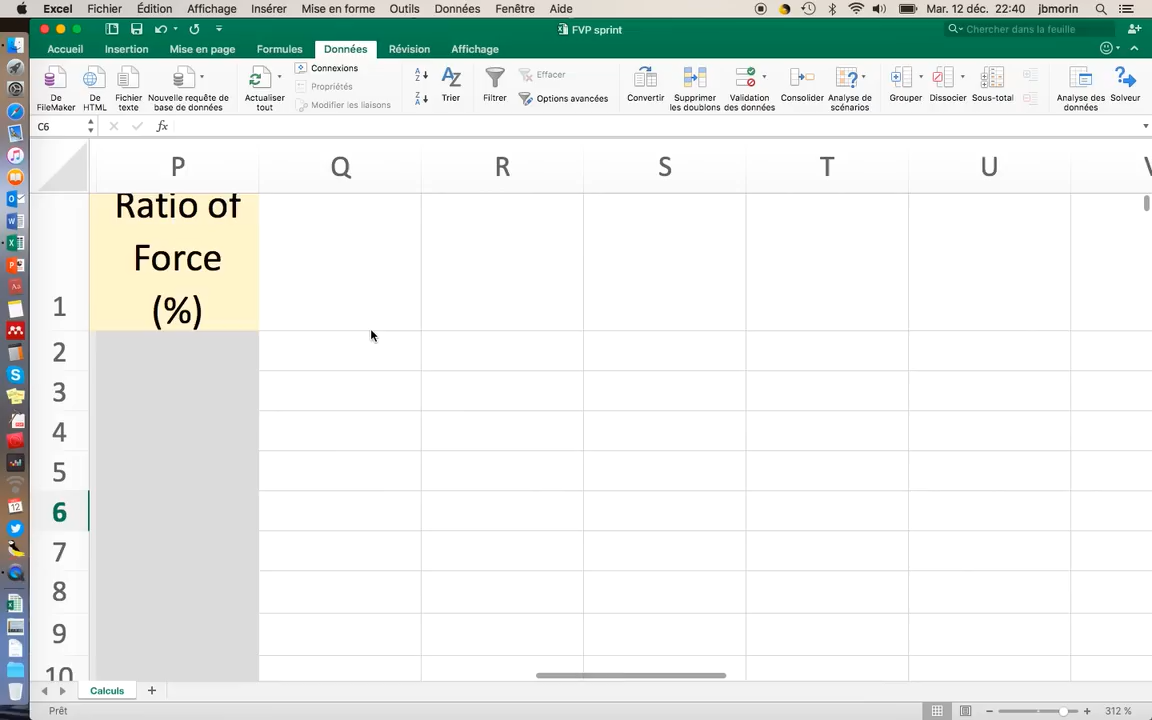 Excel Fichier Édition Affichage Insérer Mise en forme Outils Données Fenêtre Aide Mar. 12 déc. 22:40 jbmorin
FVP sprint
Chercher dans la feuille
Accueil Insertion Mise en page Formules Données Révision Affichage
De FileMaker
De HTML
Fichier texte
Nouvelle requête de base de données
Actualiser tout
Connexions
Propriétés
Modifier les liaisons
Trier
Filtrer
Effacer
Options avancées
Convertir
Supprimer les doublons
Validation des données
Consolider
Analyse de scénarios
Grouper
Dissocier
Sous-total
Analyse des données
Solveur
C6 fx
P Q R S T U V
Ratio of
Force
(%)
1
2
3
4
5
6
7
8
9
10
Calculs
Prêt
312 %